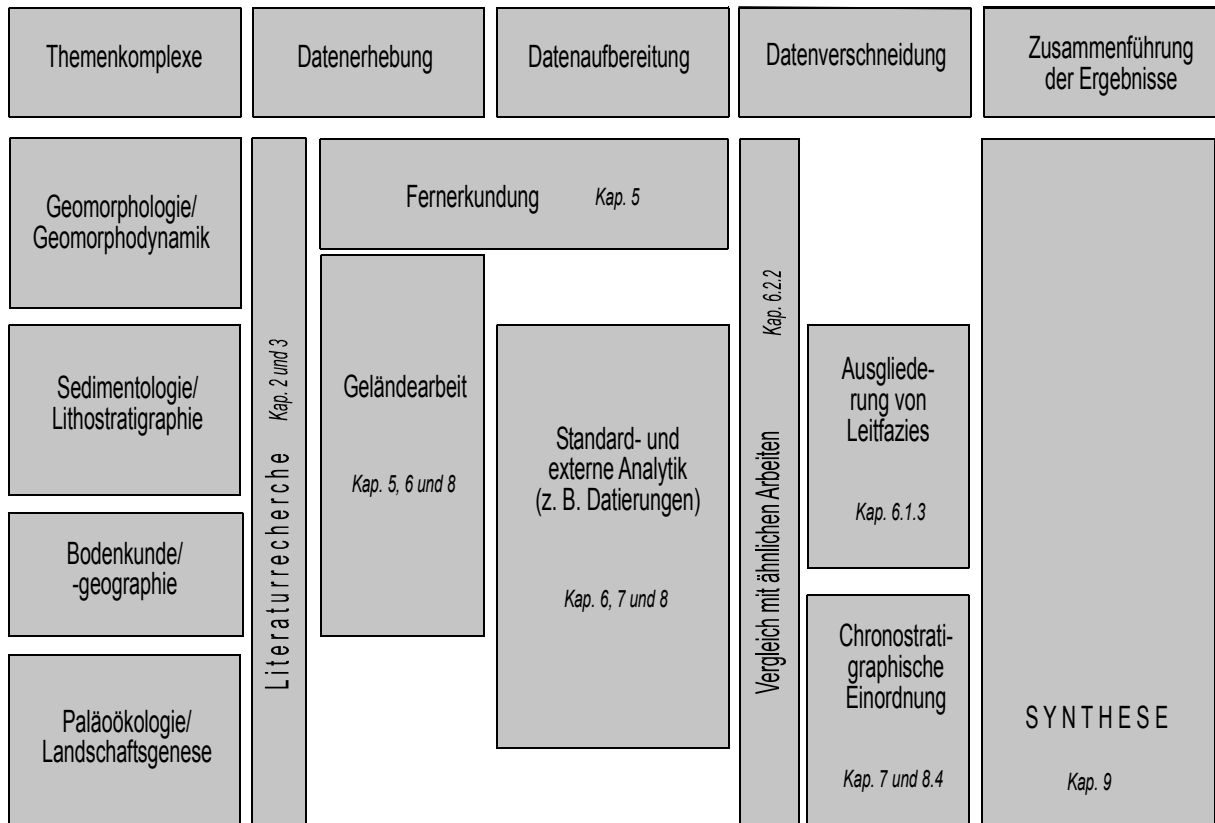 Themenkomplexe
Datenerhebung
Datenaufbereitung
Datenverschneidung
Zusammenführung
der Ergebnisse
Geomorphologie/
Geomorphodynamik
Sedimentologie/
Lithostratigraphie
Bodenkunde/
-geographie
Paläoökologie/
Landschaftsgenese
Literaturrecherche Kap. 2 und 3
Fernerkundung Kap. 5
Geländearbeit
Kap. 5, 6 und 8
Standard- und
externe Analytik
(z. B. Datierungen)
Kap. 6, 7 und 8
Vergleich mit ähnlichen Arbeiten Kap. 6.2.2
Ausgliede-
rung von
Leitfazies
Kap. 6.1.3
Chronostrati-
graphische
Einordnung
Kap. 7 und 8.4
SYNTHESE
Kap. 9